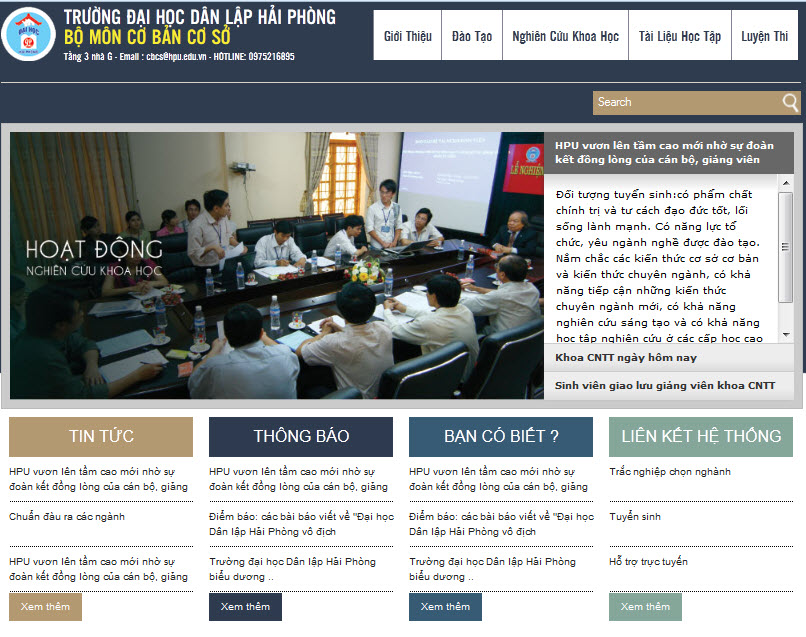 ĐẠI HỌC
TRƯỜNG ĐẠI HỌC DÂN LẬP HẢI PHÒNG
BỘ MÔN CƠ BẢN CƠ SỞ
Tầng 3 nhà G - Email : cbcs@hpu.edu.vn - HOTLINE: 0975216895
Giới Thiệu
Đào Tạo
Nghiên Cứu Khoa Học
Tài Liệu Học Tập
Luyện Thi
Search
HOẠT ĐỘNG
NGHIÊN CỨU KHOA HỌC
HPU vươn lên tầm cao mới nhờ sự đoàn
kết đồng lòng của cán bộ, giảng viên
Đối tượng tuyển sinh:có phẩm chất
chính trị và tư cách đạo đức tốt, lối
sống lành mạnh. Có năng lực tổ
chức, yêu ngành nghề được đào tạo.
Nắm chắc các kiến thức cơ sở cơ bản
và kiến thức chuyên ngành, có khả
năng tiếp cận những kiến thức
chuyên ngành mới, có khả năng
nghiên cứu sáng tạo và có khả năng
học tập nghiên cứu ở các cấp học cao
Khoa CNTT ngày hôm nay
Sinh viên giao lưu giảng viên khoa CNTT
TIN TỨC
HPU vươn lên tầm cao mới nhờ sự
đoàn kết đồng lòng của cán bộ, giảng
Chuẩn đầu ra các ngành
HPU vươn lên tầm cao mới nhờ sự
đoàn kết đồng lòng của cán bộ, giảng
Xem thêm
THÔNG BÁO
HPU vươn lên tầm cao mới nhờ sự
đoàn kết đồng lòng của cán bộ, giảng
Điểm báo: các bài báo viết về "Đại học
Dân lập Hải Phòng vô địch
Trường đại học Dân lập Hải Phòng
biểu dương ..
Xem thêm
BẠN CÓ BIẾT ?
HPU vươn lên tầm cao mới nhờ sự
đoàn kết đồng lòng của cán bộ, giảng
Điểm báo: các bài báo viết về "Đại học
Dân lập Hải Phòng vô địch
Trường đại học Dân lập Hải Phòng
biểu dương ..
Xem thêm
LIÊN KẾT HỆ THỐNG
Trắc nghiệp chọn nghành
Tuyển sinh
Hỗ trợ trực tuyến
Xem thêm